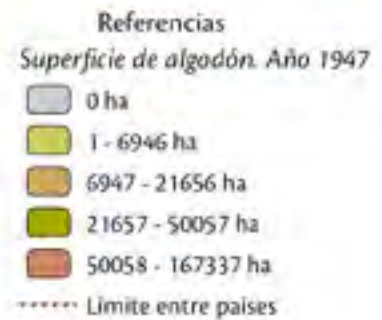 Referencias
Superficie de algodón. Año 1947
0 ha
1 - 6946 ha
6947 - 21656 ha
21657 - 50057 ha
50058 - 167337 ha
Límite entre países